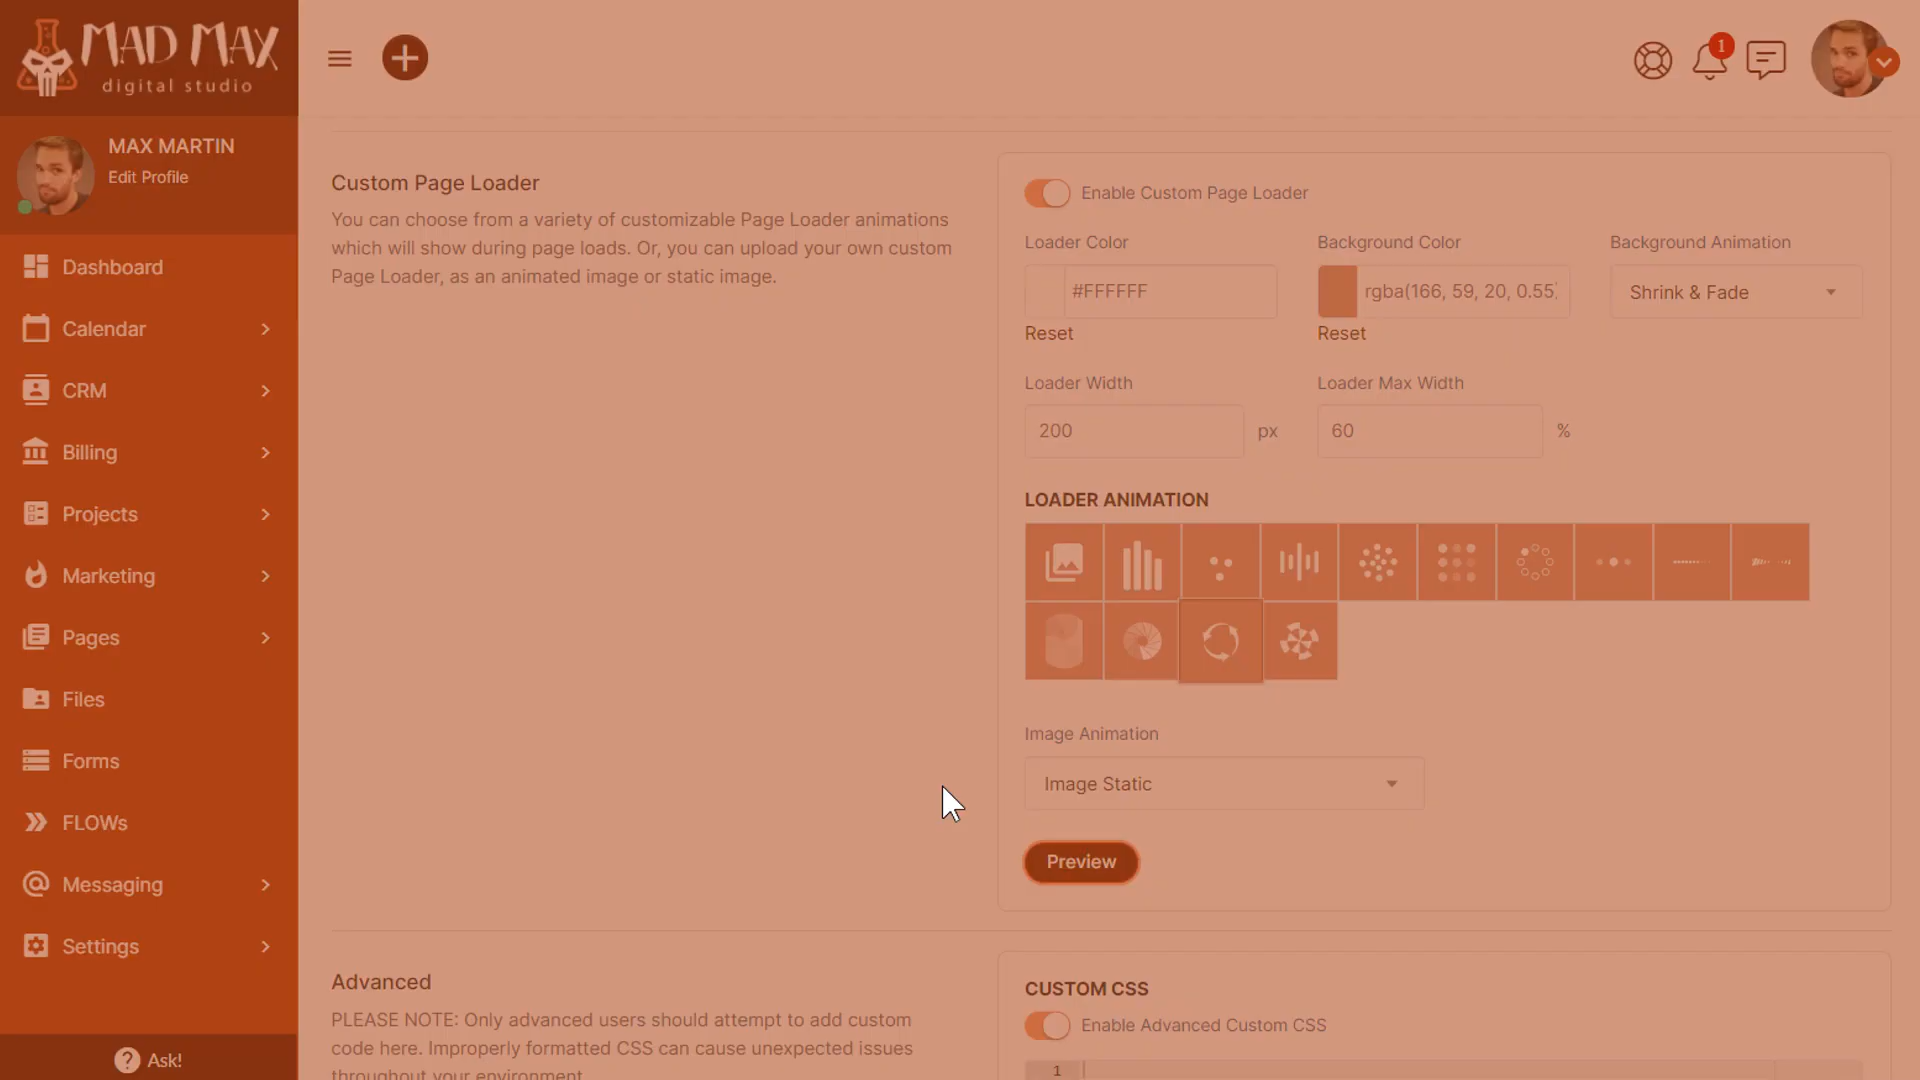 MAD MAX
digital studio
1
MAX MARTIN
Edit Profile
Dashboard
Calendar
CRM
Billing
Projects
Marketing
Pages
Files
Forms
FLOWs
Messaging
Settings
? Ask!
Custom Page Loader
You can choose from a variety of customizable Page Loader animations
which will show during page loads. Or, you can upload your own custom
Page Loader, as an animated image or static image.
Enable Custom Page Loader
Loader Color
Background Color
Background Animation
#FFFFFF
rgba(166, 59, 20, 0.55)
Shrink & Fade
Reset
Reset
Loader Width
Loader Max Width
200 px
60 %
LOADER ANIMATION
Image Animation
Image Static
Preview
Advanced
PLEASE NOTE: Only advanced users should attempt to add custom
code here. Improperly formatted CSS can cause unexpected issues
throughout your environment
CUSTOM CSS
Enable Advanced Custom CSS
1